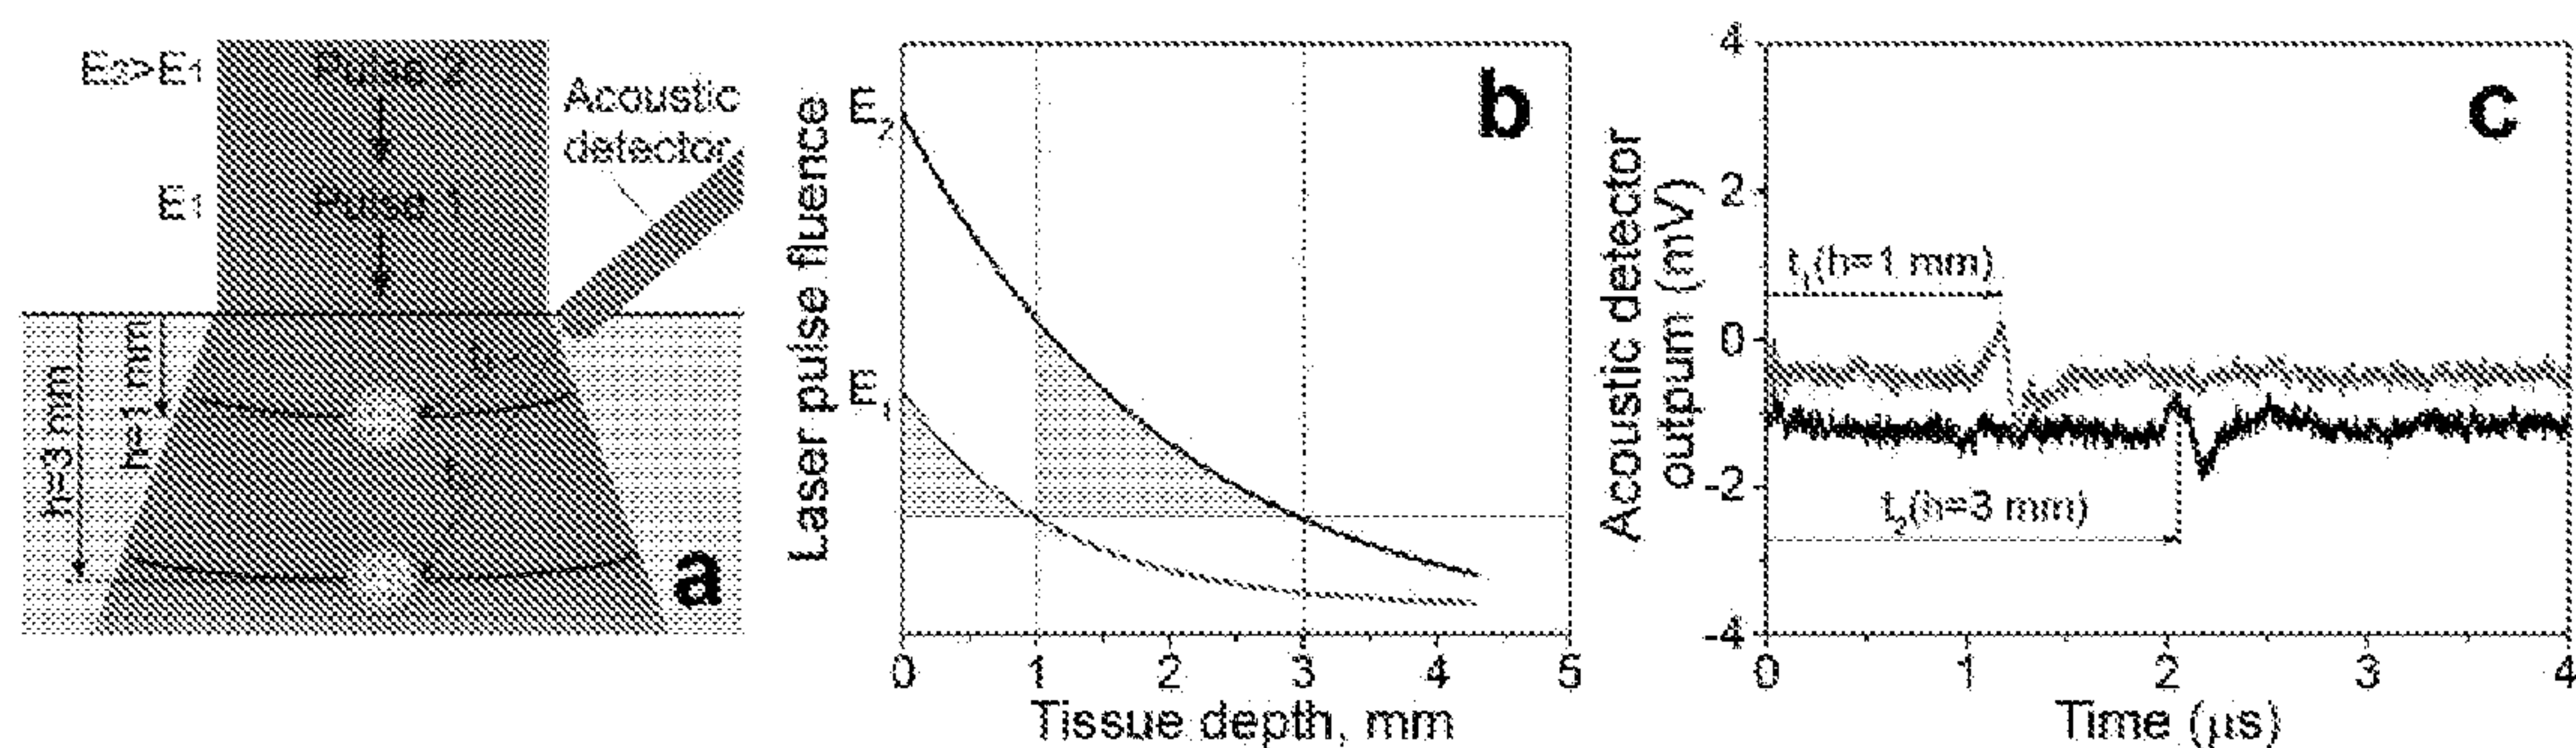 E2>E1
Pulse 2
Acoustic
detector
E1
Pulse 1
h=1 mm
h=3 mm
a
Laser pulse fluence
E2
E1
b
0
1
2
3
4
5
Tissue depth, mm
Acoustic detector
outpum (mV)
4
2
0
-2
-4
c
t1(h=1 mm)
t2(h=3 mm)
0
1
2
3
4
Time (µs)